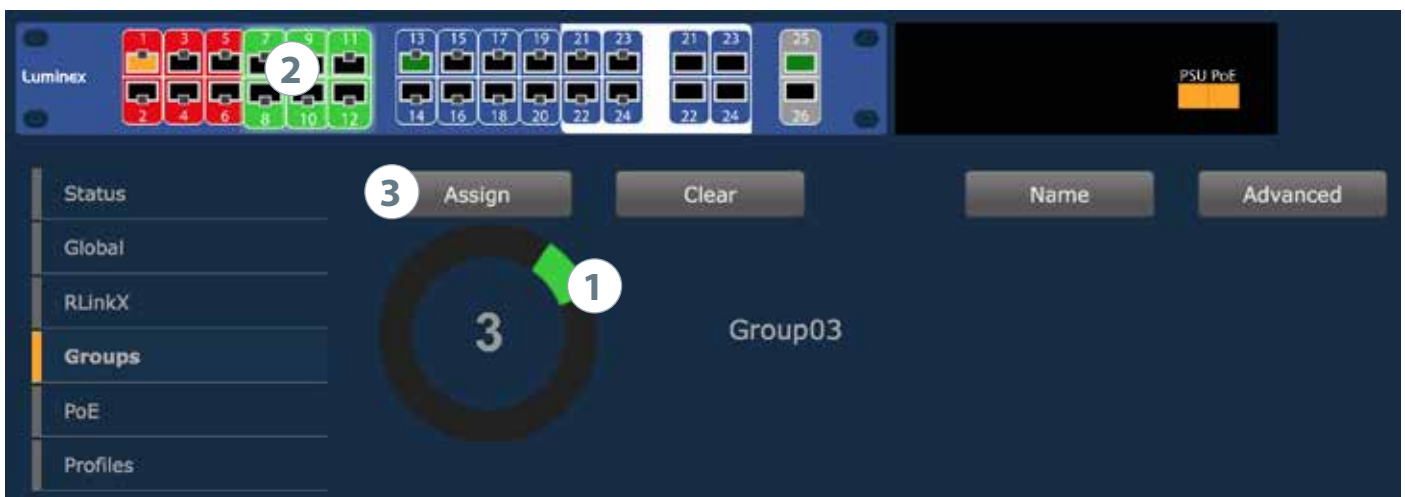 1 3 5 7 9 11 13 15 17 19 21 23 21 23 25
Luminex
2
PSU PoE
2 4 6 8 10 12 14 16 18 20 22 24 22 24 26
Status
3 Assign Clear Name Advanced
Global
RLinkX
1
3 Group03
Groups
PoE
Profiles